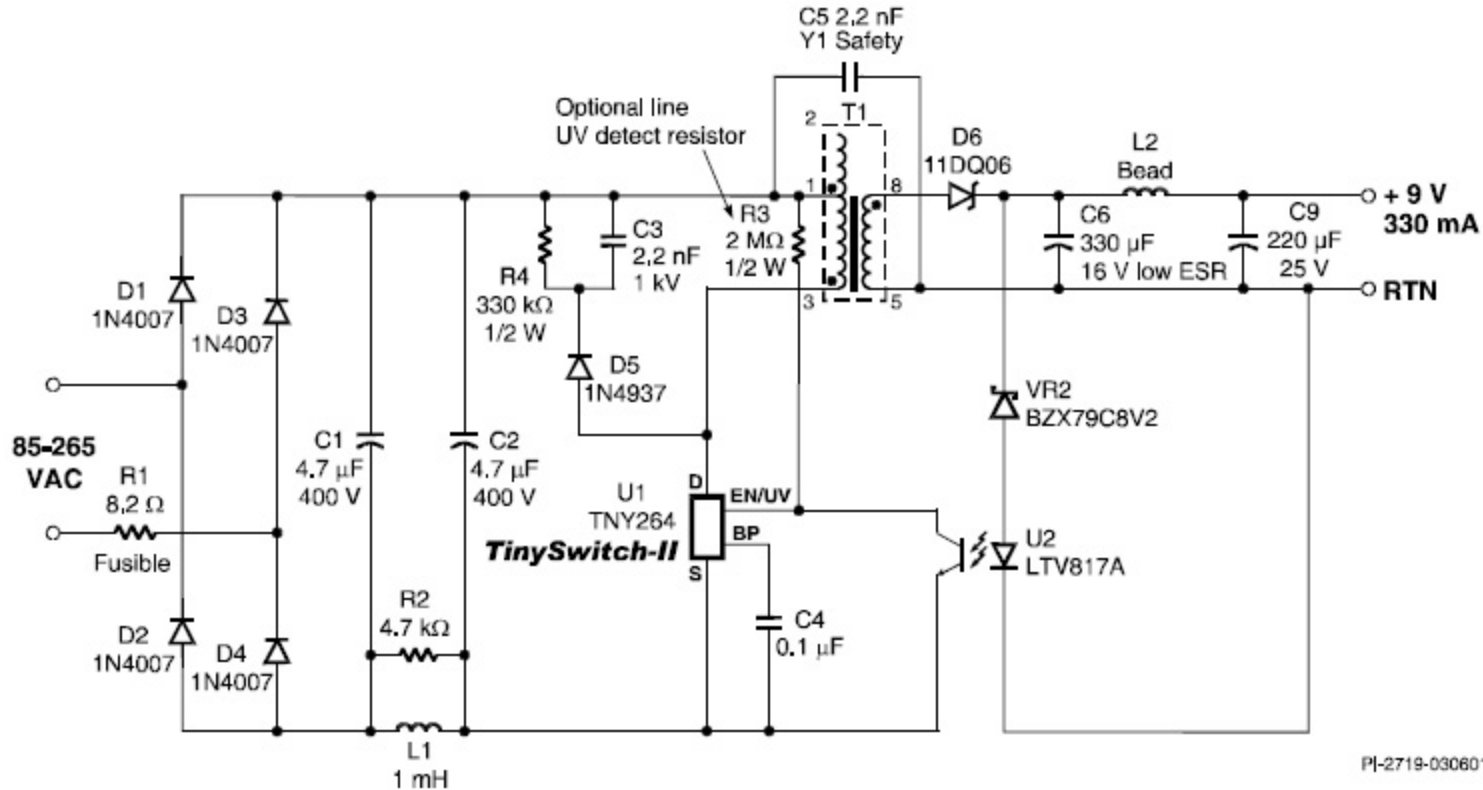 C5 2,2 nF
Y1 Safety
Optional line
UV detect resistor
2
T1
1
8
3
5
D6
11DQ06
L2
Bead
+ 9 V
330 mA
RTN
C6
330 µF
16 V low ESR
C9
220 µF
25 V
R3
2 MΩ
1/2 W
C3
2,2 nF
1 kV
R4
330 kΩ
1/2 W
D5
1N4937
D1
1N4007
D3
1N4007
85-265
VAC
R1
8,2 Ω
Fusible
C1
4.7 µF
400 V
C2
4.7 µF
400 V
VR2
BZX79C8V2
U1
TNY264
TinySwitch-II
D
EN/UV
BP
S
U2
LTV817A
R2
4.7 kΩ
C4
0.1 µF
D2
1N4007
D4
1N4007
L1
1 mH
PI-2719-030601